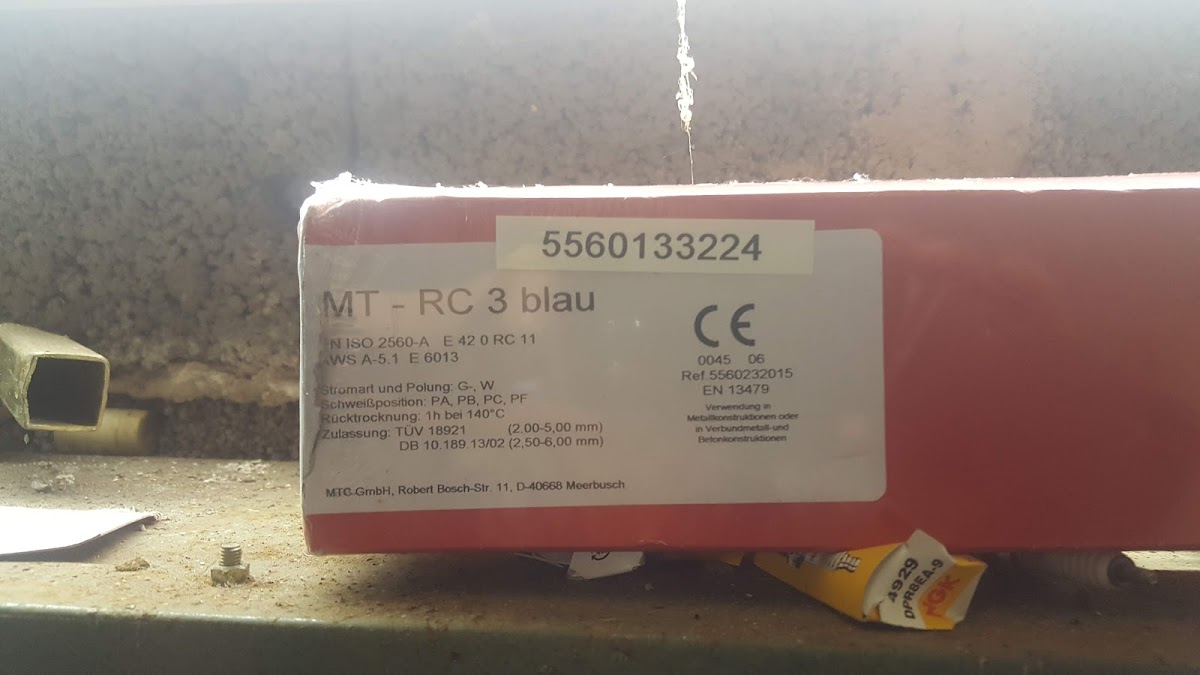 5560133224
MT - RC 3 blau
EN ISO 2560-A E 42 0 RC 11
AWS A-5.1 E 6013
Stromart und Polung: G-, W
Schweißposition: PA, PB, PC, PF
Rücktrocknung: 1h bei 140°C
Zulassung: TÜV 18921 (2.00-5,00 mm)
DB 10.189 13/02 (2,50-6,00 mm)
MTC GmbH, Robert Bosch-Str. 11, D-40668 Meerbusch
CE
0045 06
Ref.5560232015
EN 13479
Verwendung in
Metallkonstruktionen oder
in Verbundmetall-und
Betonkonstruktionen
4929
DPR8EA-9
NGK